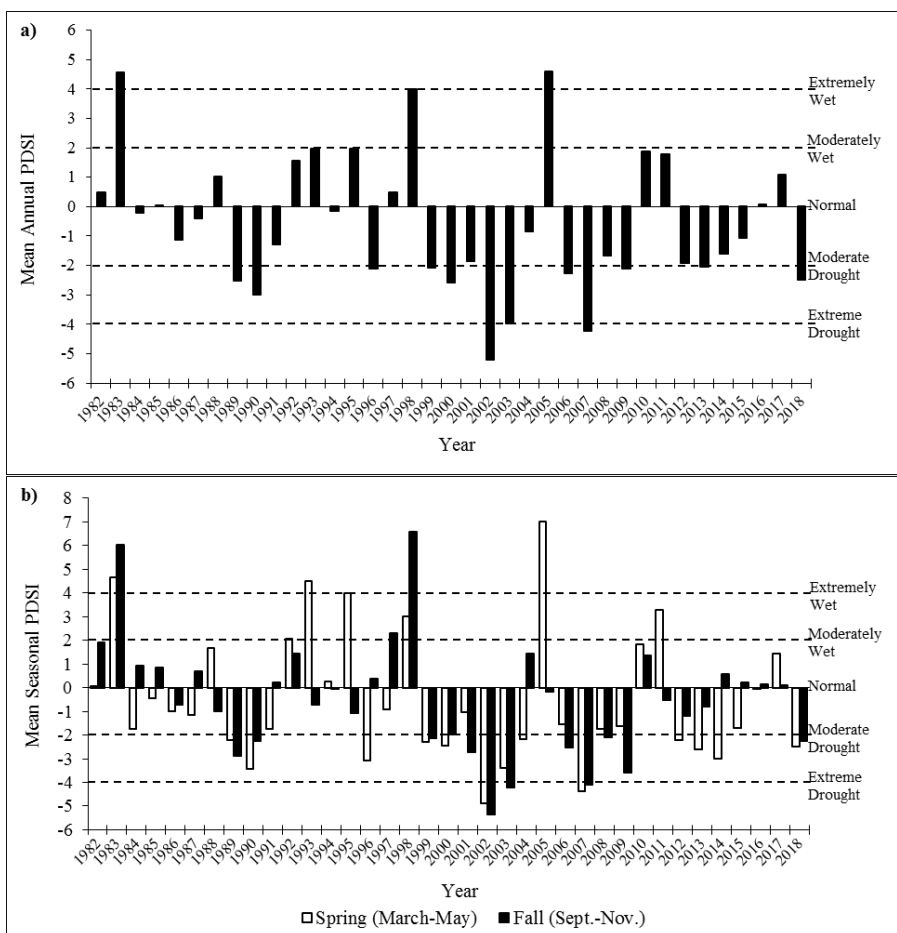 a)
Mean Annual PDSI
6
5
4
3
2
1
0
-1
-2
-3
-4
-5
-6
Extremely
Wet
Moderately
Wet
Normal
Moderate
Drought
Extreme
Drought
1982 1983 1984 1985 1986 1987 1988 1989 1990 1991 1992 1993 1994 1995 1996 1997 1998 1999 2000 2001 2002 2003 2004 2005 2006 2007 2008 2009 2010 2011 2012 2013 2014 2015 2016 2017 2018
Year
b)
Mean Seasonal PDSI
8
7
6
5
4
3
2
1
0
-1
-2
-3
-4
-5
-6
Extremely
Wet
Moderately
Wet
Normal
Moderate
Drought
Extreme
Drought
1982 1983 1984 1985 1986 1987 1988 1989 1990 1991 1992 1993 1994 1995 1996 1997 1998 1999 2000 2001 2002 2003 2004 2005 2006 2007 2008 2009 2010 2011 2012 2013 2014 2015 2016 2017 2018
Year
Spring (March-May) Fall (Sept.-Nov.)